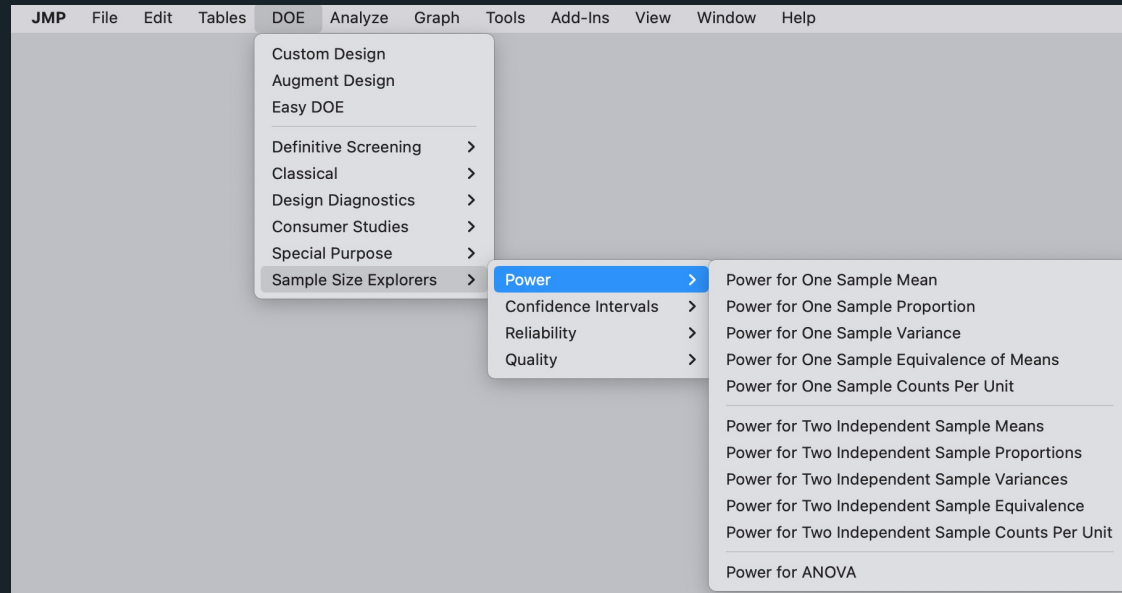 JMP File Edit Tables DOE Analyze Graph Tools Add-Ins View Window Help
Custom Design
Augment Design
Easy DOE
Definitive Screening
Classical
Design Diagnostics
Consumer Studies
Special Purpose
Sample Size Explorers
Power
Confidence Intervals
Reliability
Quality
Power for One Sample Mean
Power for One Sample Proportion
Power for One Sample Variance
Power for One Sample Equivalence of Means
Power for One Sample Counts Per Unit
Power for Two Independent Sample Means
Power for Two Independent Sample Proportions
Power for Two Independent Sample Variances
Power for Two Independent Sample Equivalence
Power for Two Independent Sample Counts Per Unit
Power for ANOVA